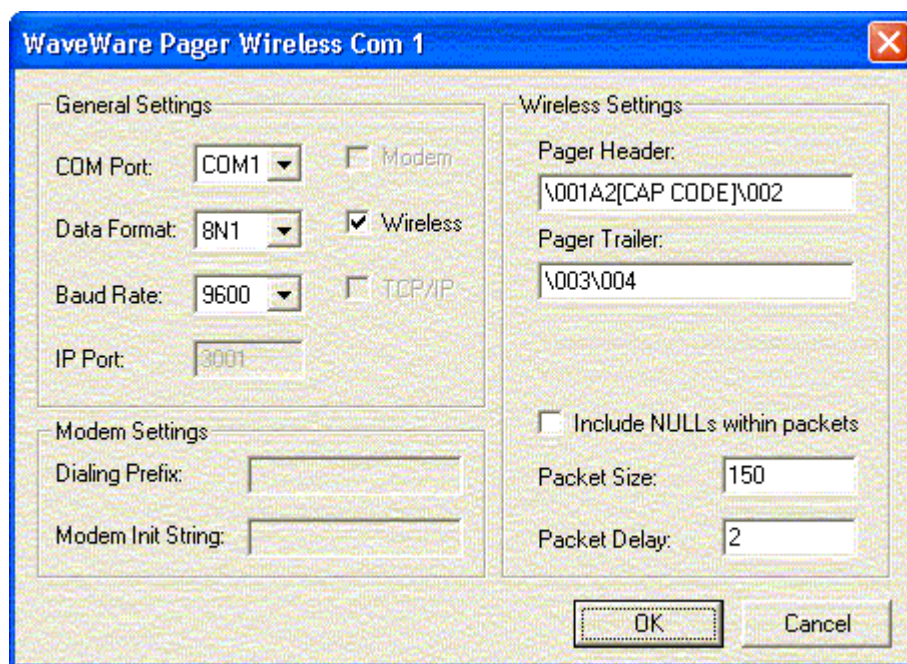 WaveWare Pager Wireless Com 1
General Settings
COM Port: COM1 Modem
Data Format: 8N1 Wireless
Baud Rate: 9600 TCP/IP
IP Port: 3001
Modem Settings
Dialing Prefix:
Modem Init String:
Wireless Settings
Pager Header:
\001A2[CAP CODE]\002
Pager Trailer:
\003\004
Include NULLs within packets
Packet Size: 150
Packet Delay: 2
OK Cancel